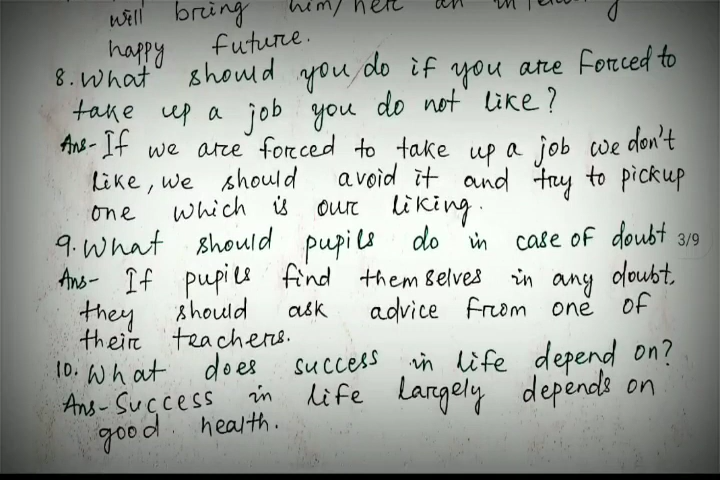 will bring him/her an
happy future.
8. What should you do if you are forced to
take up a job you do not like?
Ans- If we are forced to take up a job we don't
like, we should avoid it and try to pickup
one which is our liking.
9. What should pupils do in case of doubt 3/9
Ans- If pupils find themselves in any doubt.
they should ask advice from one of
their teachers.
10. What does success in life depend on?
Ans- Success in life largely depends on
good health.